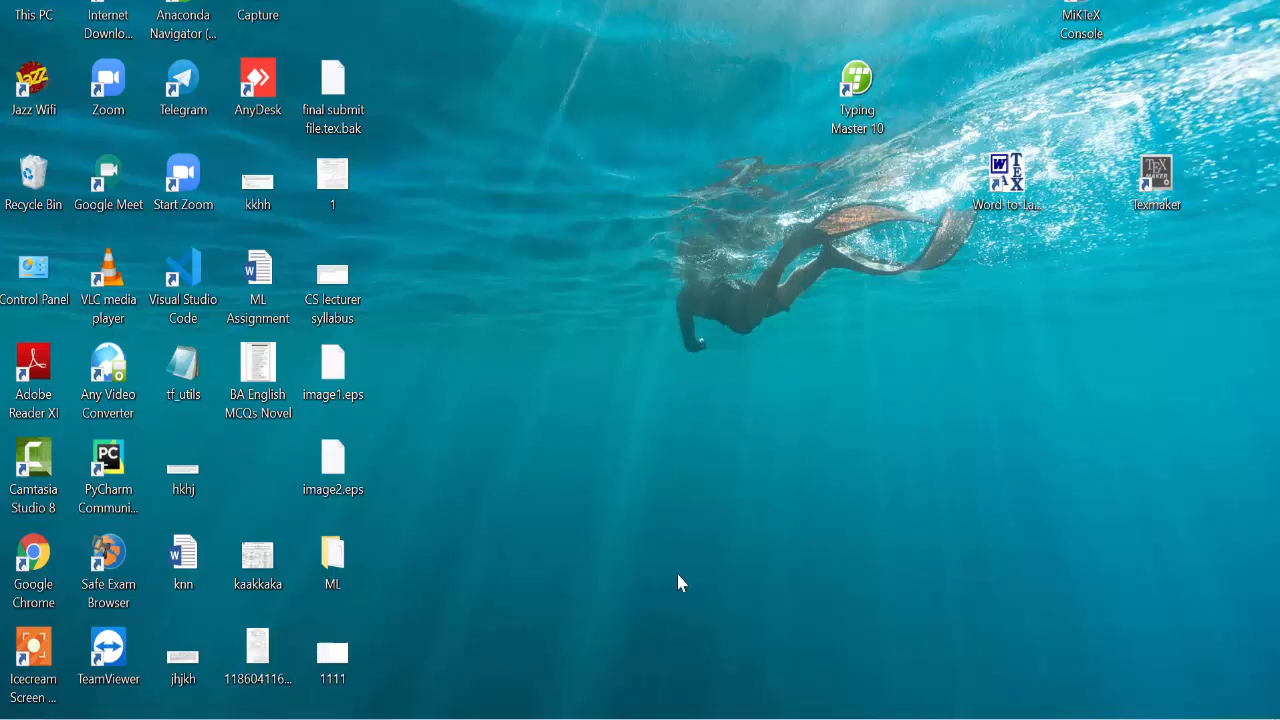 This PC
Internet
Downlo...
Anaconda
Navigator (...
Capture
MiKTeX
Console
Jazz Wifi
Zoom
Telegram
AnyDesk
final submit
file.tex.bak
Typing
Master 10
Recycle Bin
Google Meet
Start Zoom
kkhh
1
Word-to-La...
Texmaker
Control Panel
VLC media
player
Visual Studio
Code
ML
Assignment
CS lecturer
syllabus
Adobe
Reader XI
Any Video
Converter
tf_utils
BA English
MCQs Novel
image1.eps
Camtasia
Studio 8
PyCharm
Communi...
hkhj
image2.eps
Google
Chrome
Safe Exam
Browser
knn
kaakkaka
ML
Icecream
Screen ...
TeamViewer
jhjkh
118604116...
1111